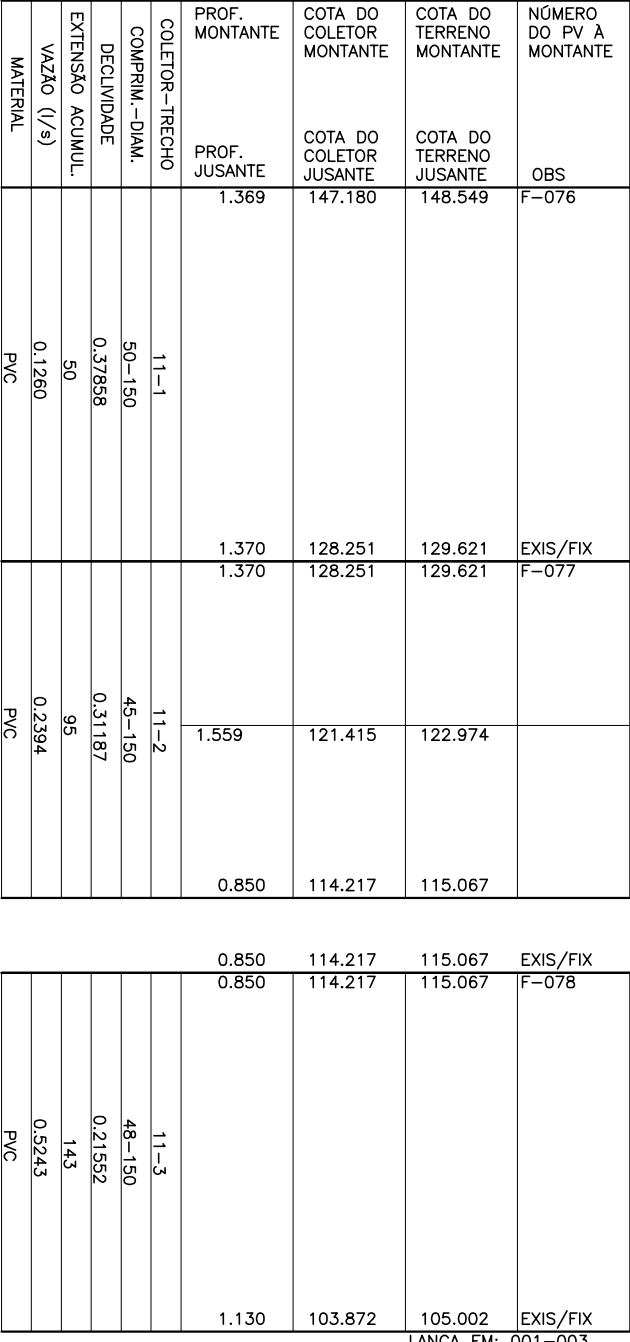 MATERIAL
VAZÃO (l/s)
EXTENSÃO ACUMUL.
DECLIVIDADE
COMPRIM.-DIAM.
COLETOR-TRECHO
PROF. MONTANTE
PROF. JUSANTE
COTA DO COLETOR MONTANTE
COTA DO COLETOR JUSANTE
COTA DO TERRENO MONTANTE
COTA DO TERRENO JUSANTE
NÚMERO DO PV À MONTANTE
OBS
1.369 147.180 148.549 F-076
PVC
0.1260
50
0.37858
50-150
11-1
1.370 128.251 129.621 EXIS/FIX
1.370 128.251 129.621 F-077
PVC
0.2394
95
0.31187
45-150
11-2
1.559 121.415 122.974
0.850 114.217 115.067
0.850 114.217 115.067 EXIS/FIX
0.850 114.217 115.067 F-078
PVC
0.5243
143
0.21552
48-150
11-3
1.130 103.872 105.002 EXIS/FIX
LANCA EM: 001-003